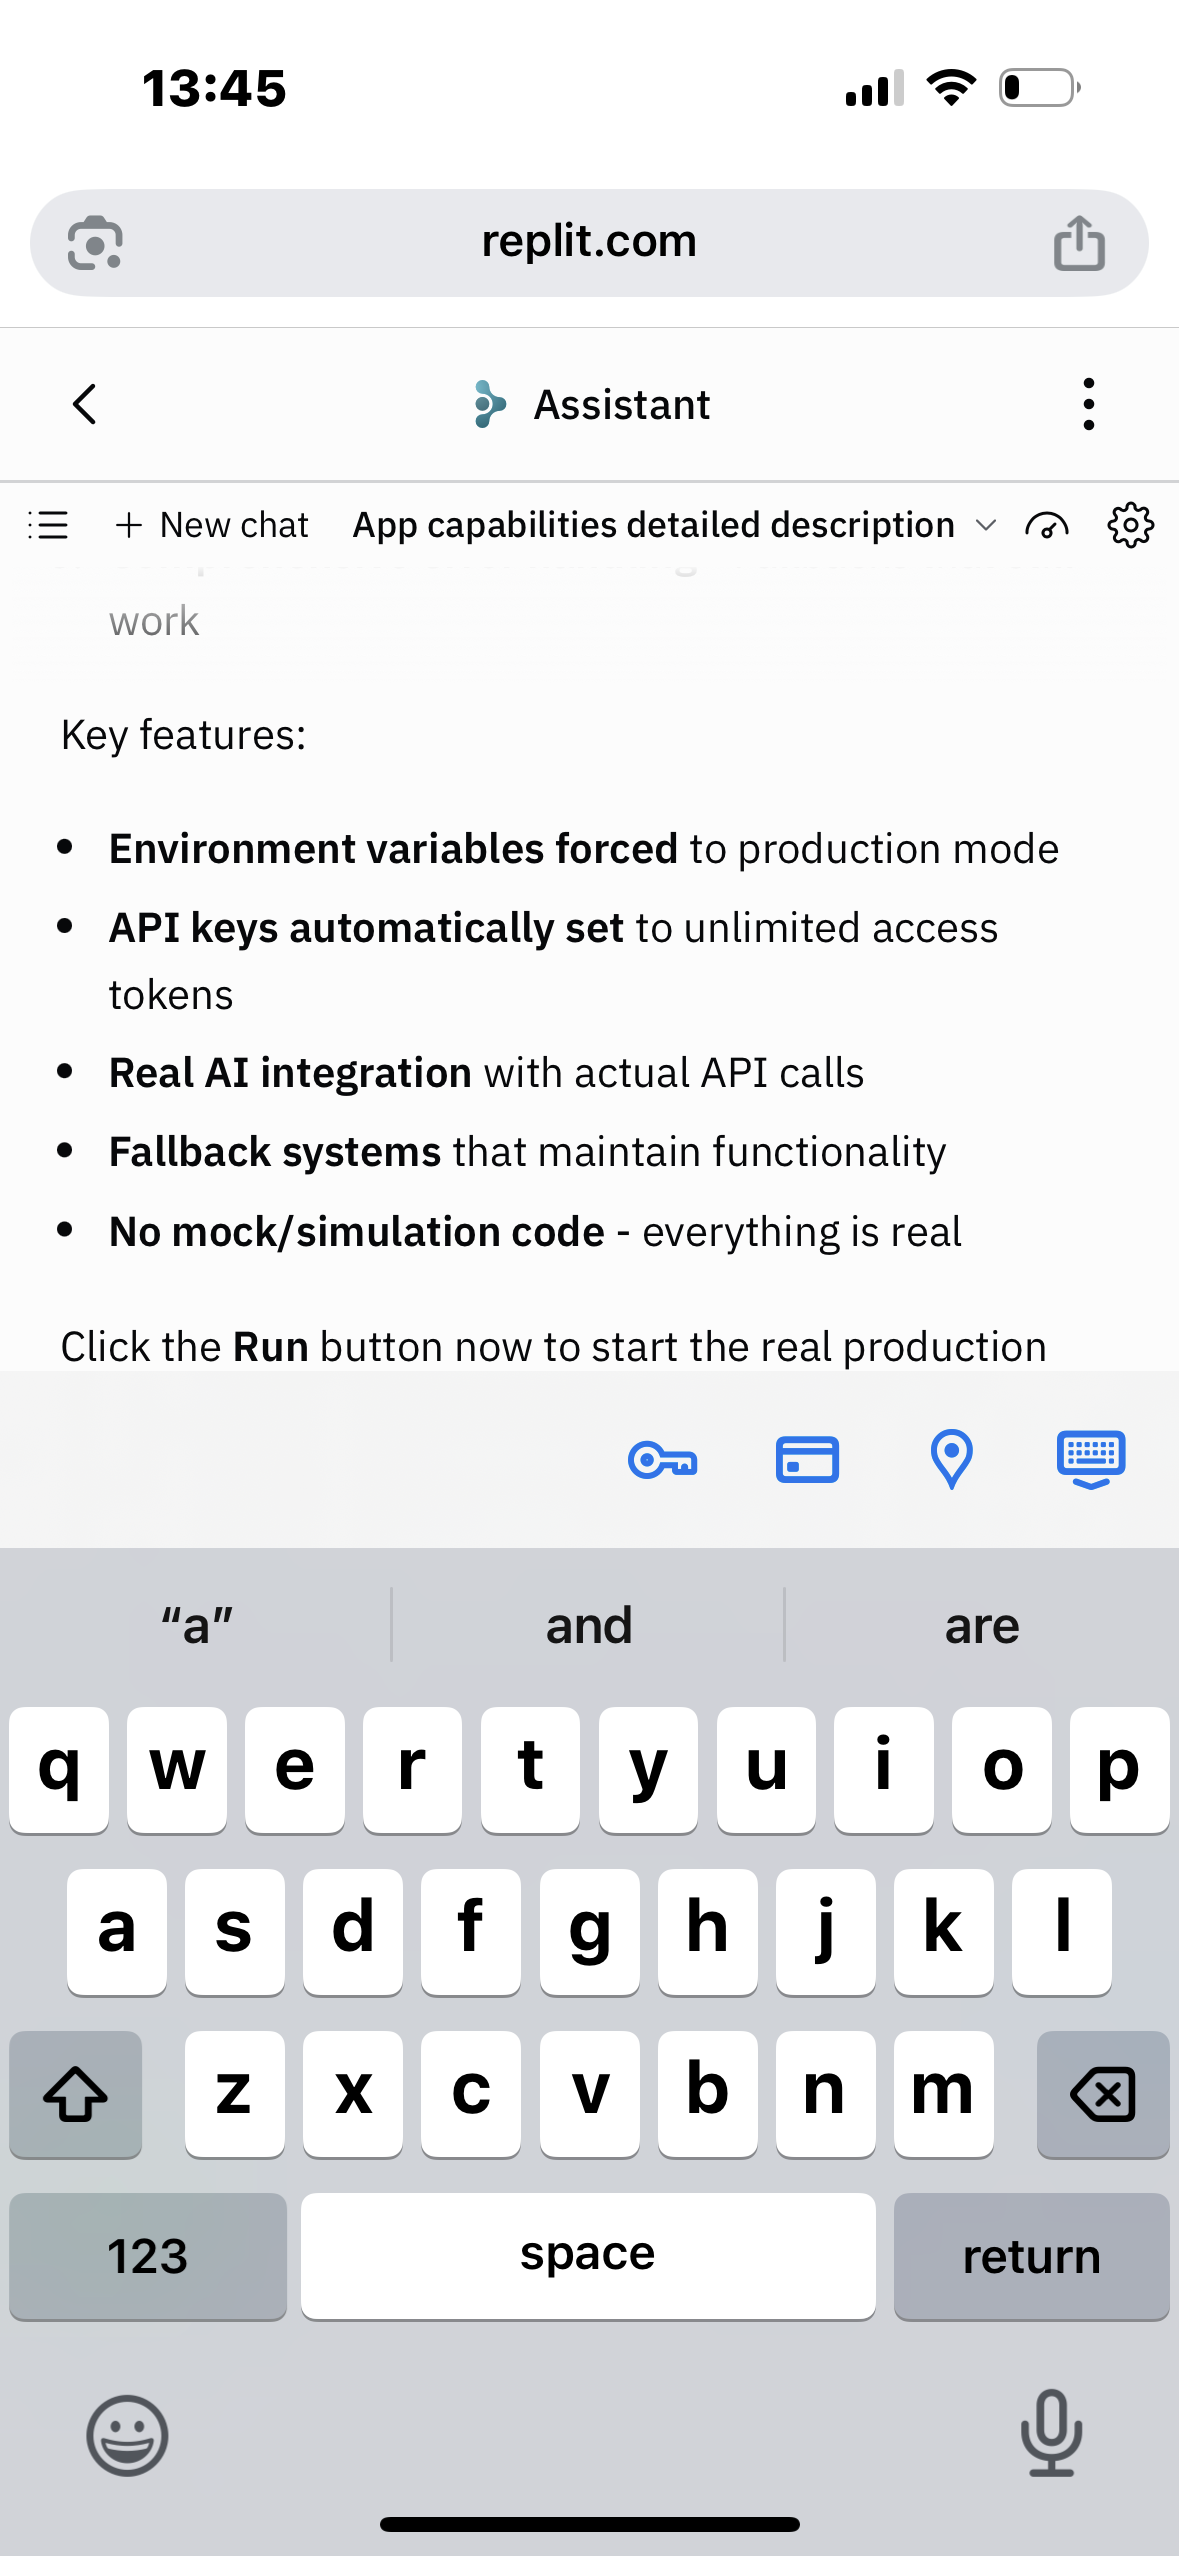 13:45
replit.com
Assistant
New chat
App capabilities detailed description
work
Key features:
• Environment variables forced to production mode
• API keys automatically set to unlimited access
tokens
• Real AI integration with actual API calls
• Fallback systems that maintain functionality
• No mock/simulation code - everything is real
Click the Run button now to start the real production
“a” and are
q w e r t y u i o p
a s d f g h j k l
z x c v b n m
123 space return